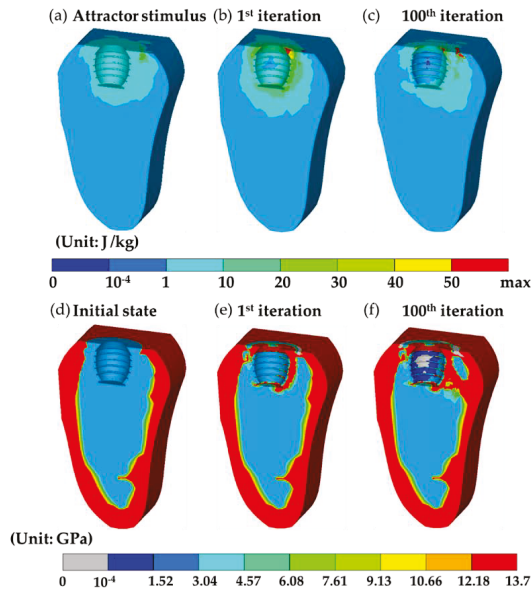 (a) Attractor stimulus (b) 1st iteration (c) 100th iteration
(Unit: J/kg)
0 10-4 1 10 20 30 40 50 max
(d) Initial state (e) 1st iteration (f) 100th iteration
(Unit: GPa)
0 10-4 1.52 3.04 4.57 6.08 7.61 9.13 10.66 12.18 13.7